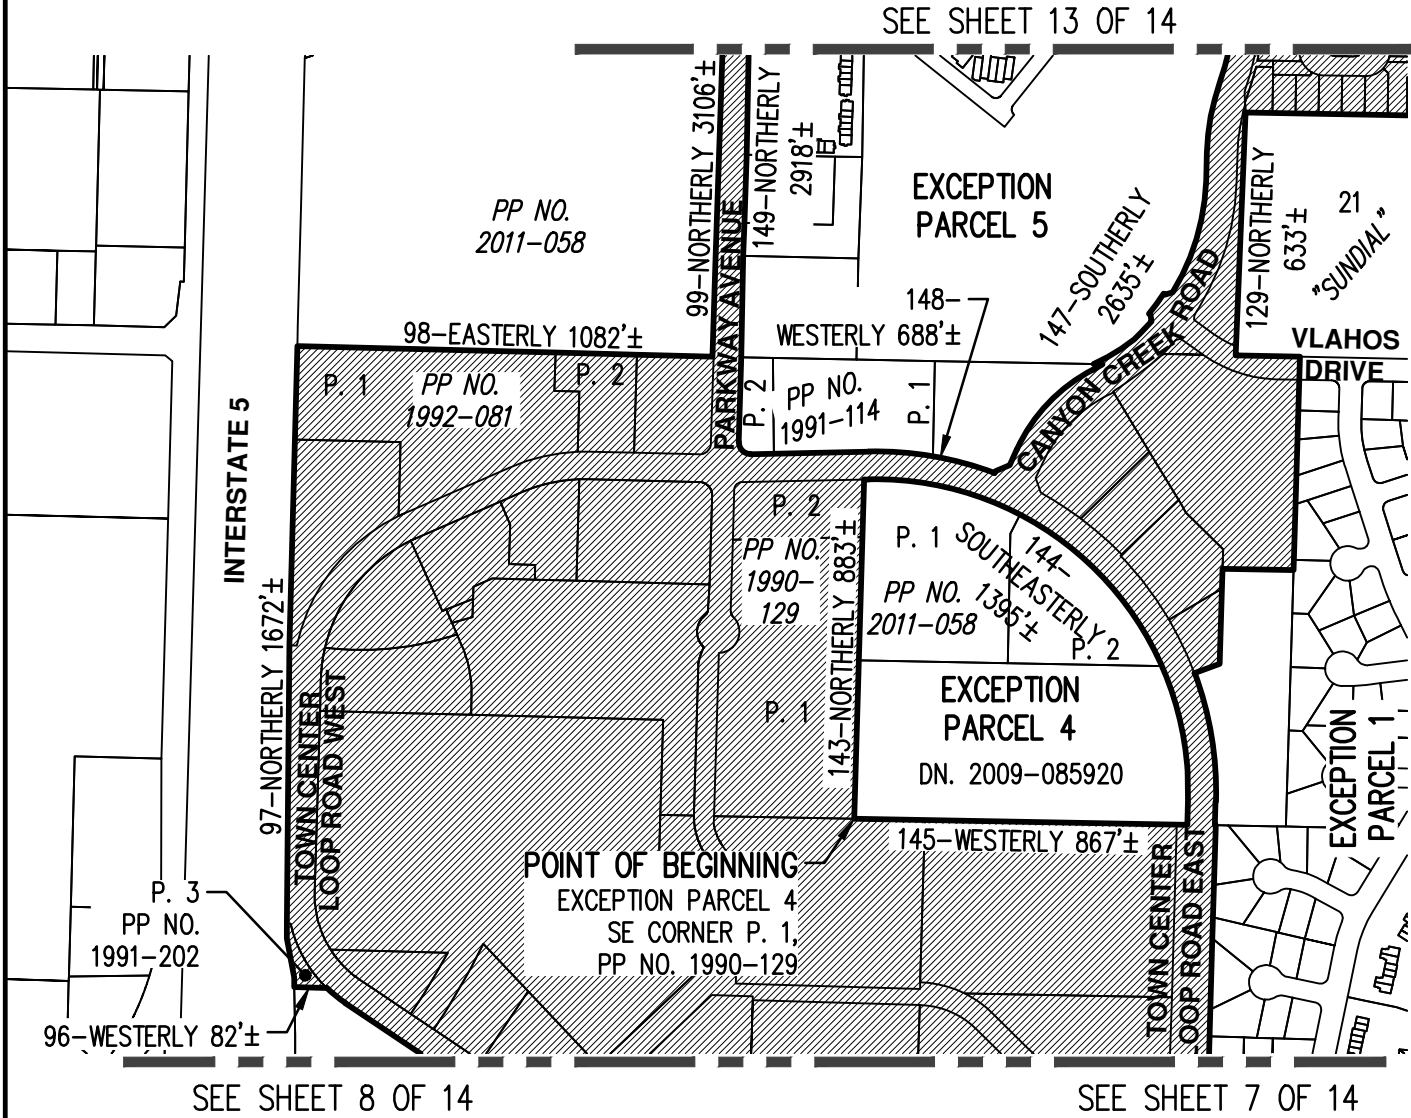 SEE SHEET 13 OF 14
99-NORTHERLY 3106'±
149-NORTHERLY
2918'±
PP NO.
2011-058
EXCEPTION
PARCEL 5
147-SOUTHERLY
2635'±
129-NORTHERLY
633'±
21
"SUNDIAL"
PARKWAY AVENUE
CANYON CREEK ROAD
148-
WESTERLY 688'±
98-EASTERLY 1082'±
VLAHOS
DRIVE
P. 1
PP NO.
1992-081
P. 2
P. 2
PP NO.
1991-114
P. 1
INTERSTATE 5
P. 2
PP NO.
1990-
129
P. 1
143-NORTHERLY 883'±
P. 1
PP NO.
2011-058
144-
SOUTHEASTERLY
1395'±
2
P. 2
EXCEPTION
PARCEL 4
DN. 2009-085920
97-NORTHERLY 1672'±
TOWN CENTER
LOOP ROAD WEST
EXCEPTION
PARCEL 1
145-WESTERLY 867'±
POINT OF BEGINNING
EXCEPTION PARCEL 4
SE CORNER P. 1,
PP NO. 1990-129
TOWN CENTER
LOOP ROAD EAST
P. 3
PP NO.
1991-202
96-WESTERLY 82'±
SEE SHEET 8 OF 14
SEE SHEET 7 OF 14